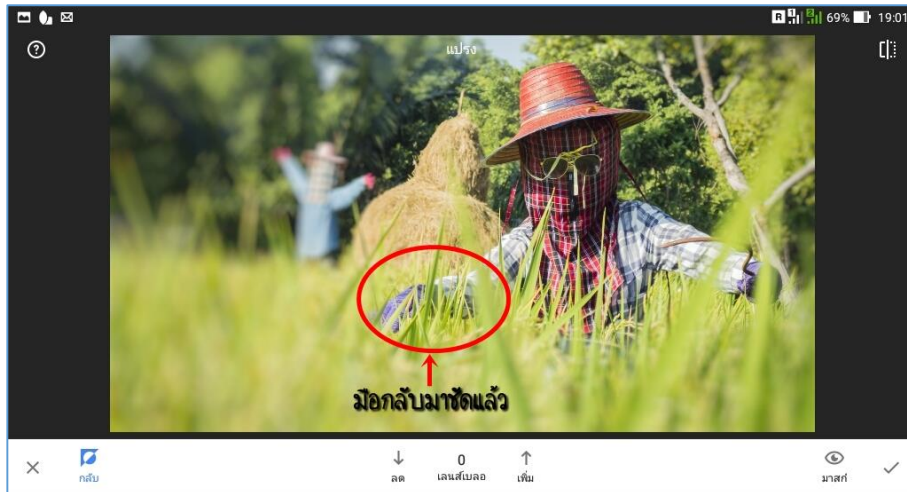 R 1 2 69% 19:01
แปรง
มือกลับมาชัดแล้ว
กลับ
ลด
0
เลนส์เบลอ
เพิ่ม
มาสก์